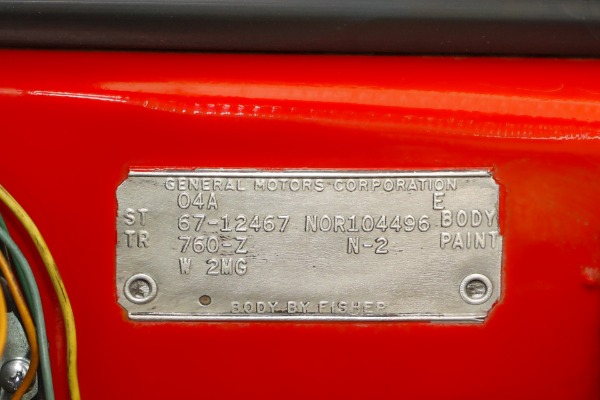 GENERAL MOTORS CORPORATION
04A E
ST 67-12467 NOR104496 BODY
TR 760-Z N-2 PAINT
W 2MG
BODY BY FISHER